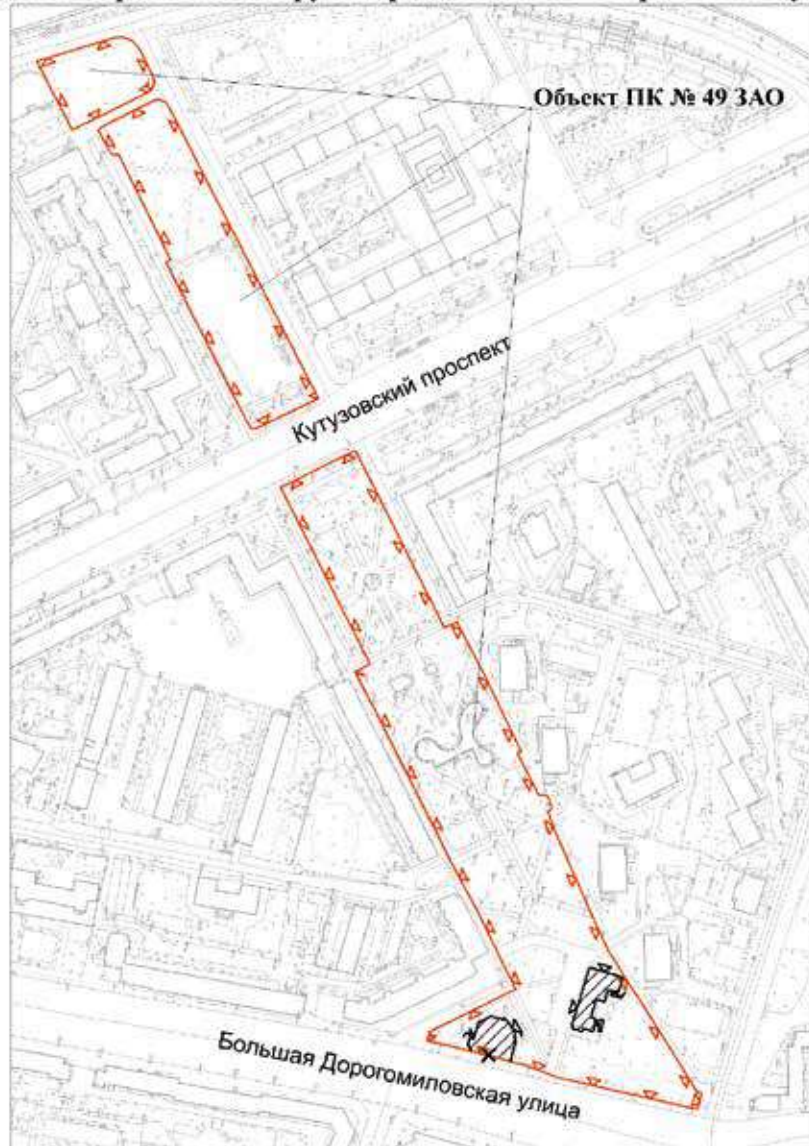 Объект ПК № 49 ЗАО
Кутузовский проспект
Большая Дорогомиловская улица